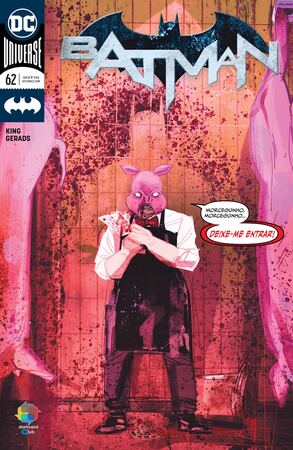 DC
UNIVERSE
BATMAN
62
KING
GERADS
MORCEGUINHO,
MORCEGUINHO...
DEIXE-ME ENTRAR!
darkseid
Club